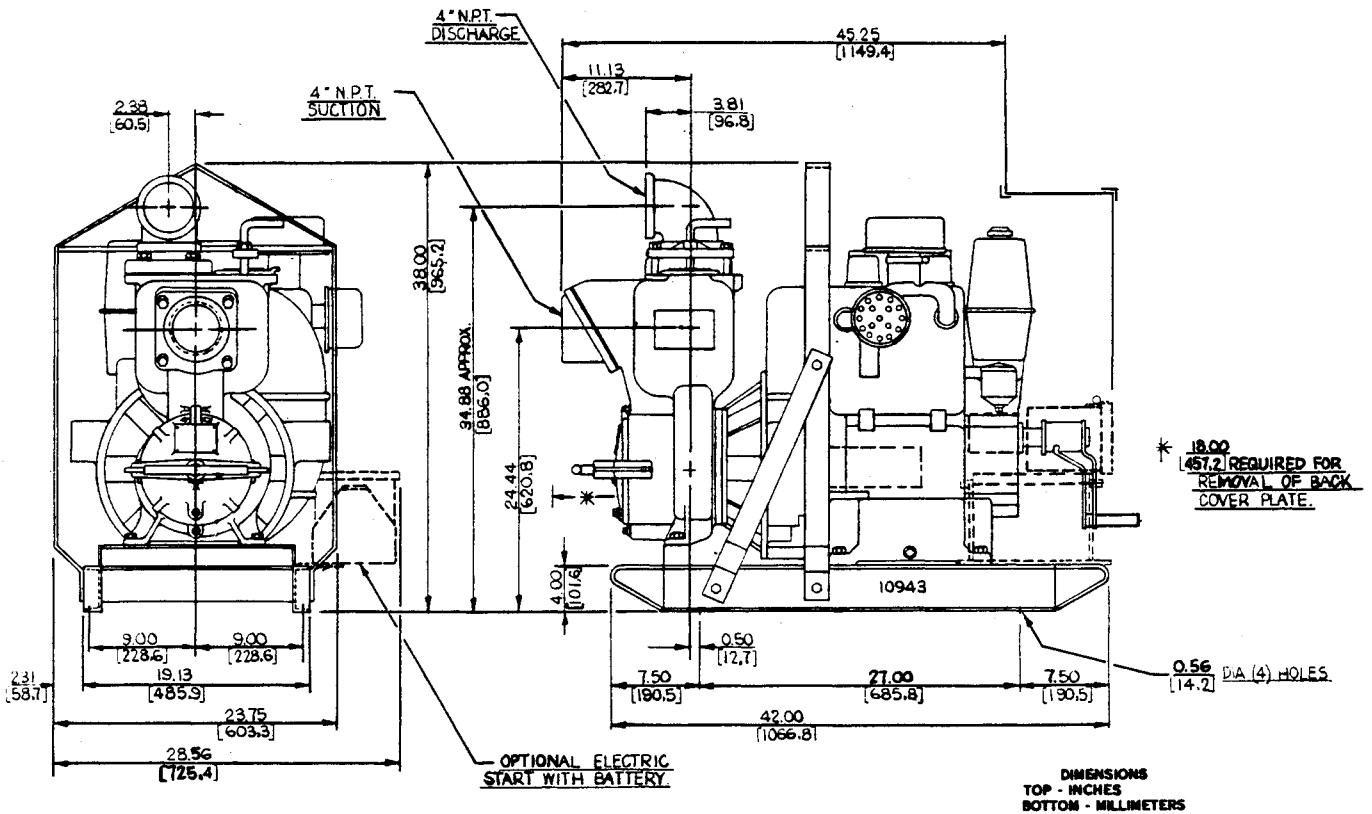 4" N.P.T.
DISCHARGE
45.25
[1149.4]
11.13
[282.7]
4" N.P.T.
SUCTION
2.38
[60.5]
3.81
[96.8]
38.00
[965.2]
34.88 APPROX.
[886.0]
24.44
[620.8]
*
* 18.00
[457.2] REQUIRED FOR
REMOVAL OF BACK
COVER PLATE.
4.00
[101.6]
10943
9.00
[228.6]
9.00
[228.6]
0.50
[12.7]
2.31
[58.7]
19.13
[485.9]
7.50
[190.5]
27.00
[685.8]
7.50
[190.5]
0.56
[14.2] DIA (4) HOLES
23.75
[603.3]
42.00
[1066.8]
28.56
[725.4]
OPTIONAL ELECTRIC
START WITH BATTERY
DIMENSIONS
TOP - INCHES
BOTTOM - MILLIMETERS